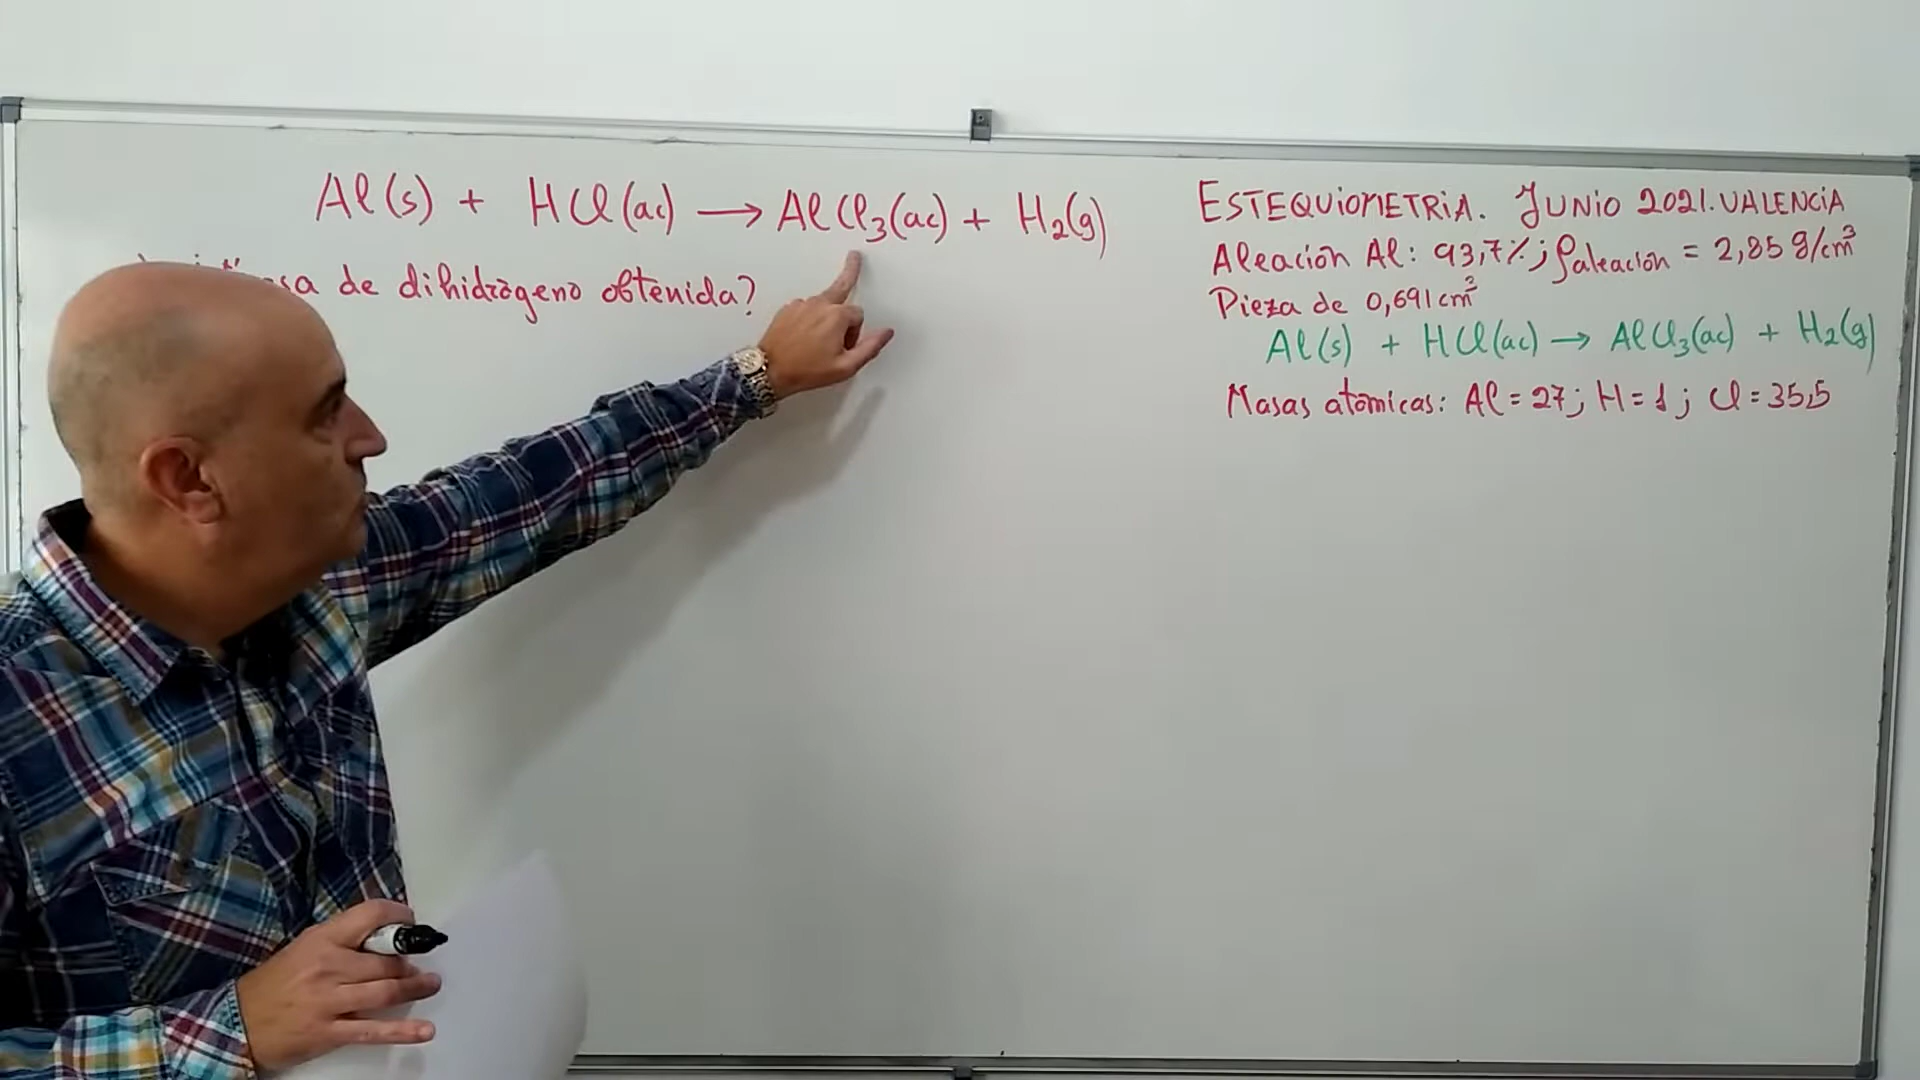 Al(s) + HCl(ac) → AlCl₃(ac) + H₂(g)
de dihidrógeno obtenida?
ESTEQUIOMETRIA. JUNIO 2021. VALENCIA
Aleación Al: 93,7%; ρaleación = 2,85 g/cm³
Pieza de 0,691 cm³
Al(s) + HCl(ac) → AlCl₃(ac) + H₂(g)
Masas atomicas: Al = 27; H = 1; Cl = 35,5